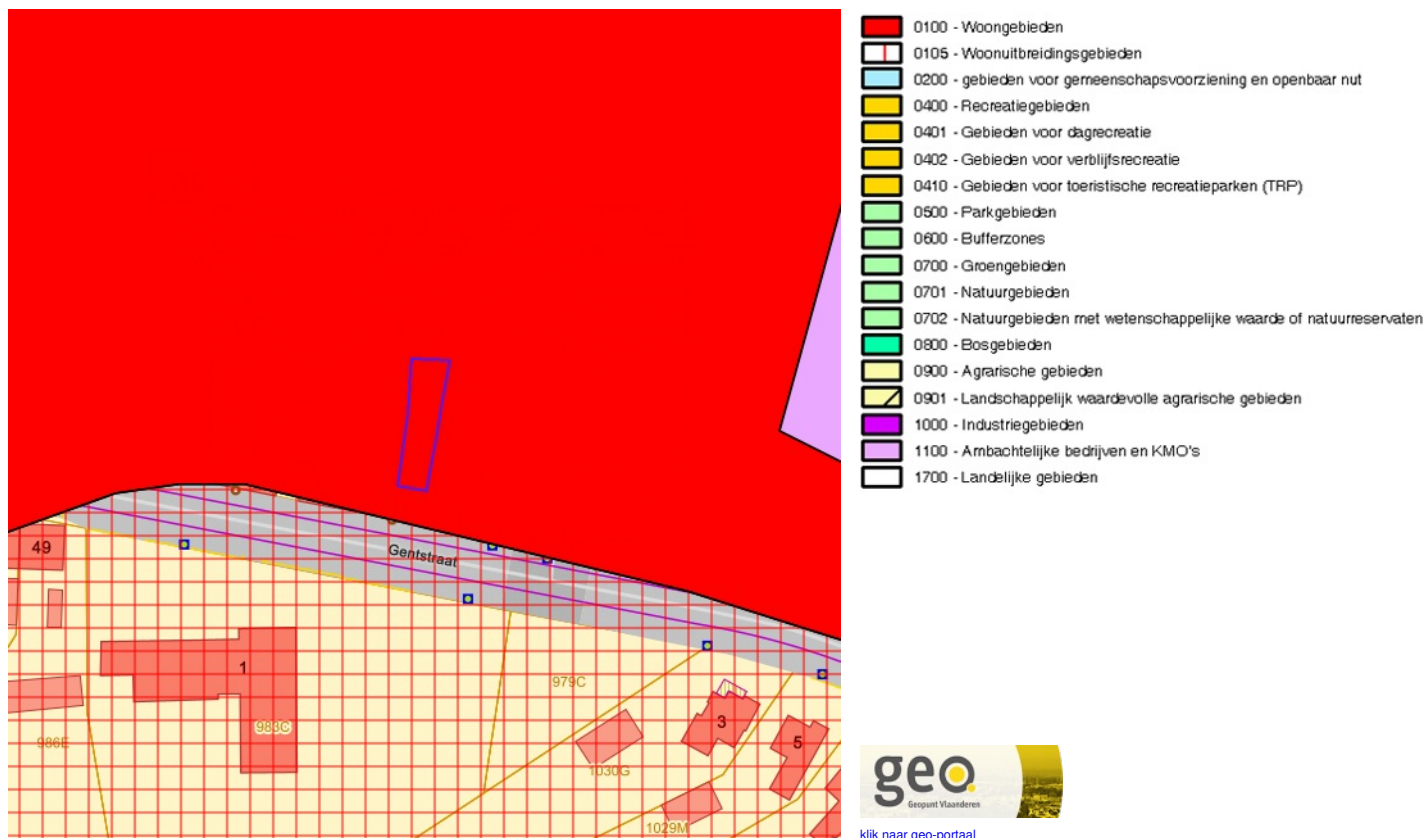 49
Gentstraat
1
979C
983C
3
986E
5
1030G
1029M
0100 - Woongebieden
0105 - Woonuitbreidingsgebieden
0200 - gebieden voor gemeenschapsvoorziening en openbaar nut
0400 - Recreatiegebieden
0401 - Gebieden voor dagrecreatie
0402 - Gebieden voor verblijfsrecreatie
0410 - Gebieden voor toeristische recreatieparken (TRP)
0500 - Parkgebieden
0600 - Bufferzones
0700 - Groengebieden
0701 - Natuurgebieden
0702 - Natuurgebieden met wetenschappelijke waarde of natuurreservaten
0800 - Bosgebieden
0900 - Agrarische gebieden
0901 - Landschappelijk waardevolle agrarische gebieden
1000 - Industriegebieden
1100 - Ambachtelijke bedrijven en KMO's
1700 - Landelijke gebieden
geo
Geopunt Vlaanderen
klik naar geo-portaal